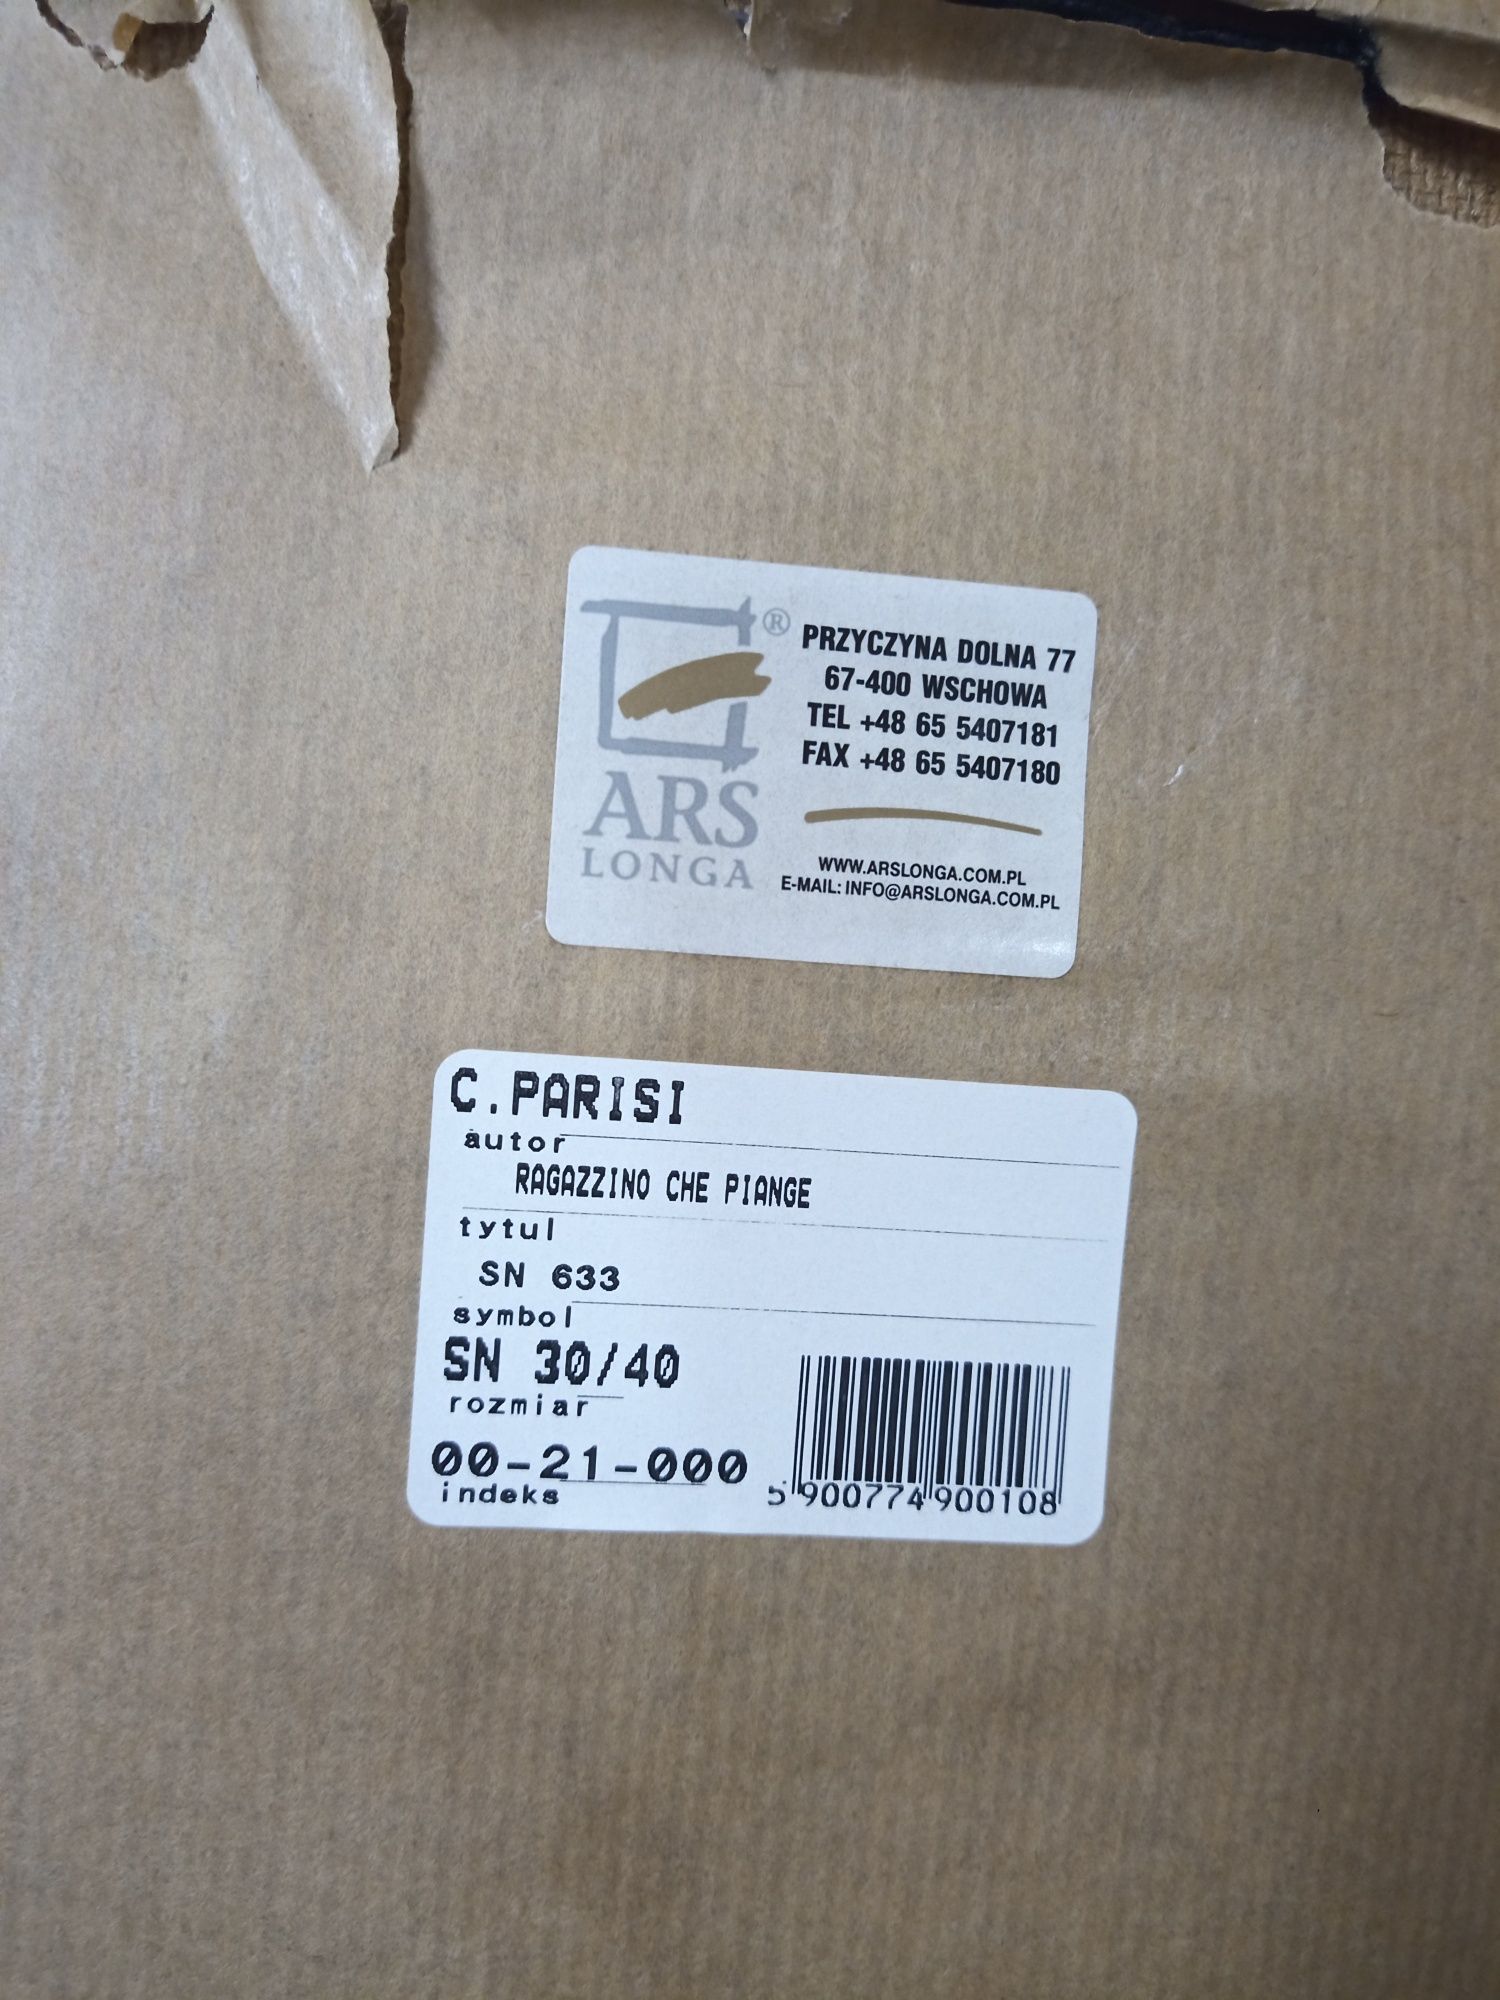 ®
ARS
LONGA
PRZYCZYNA DOLNA 77
67-400 WSCHOWA
TEL +48 65 5407181
FAX +48 65 5407180
WWW.ARSLONGA.COM.PL
E-MAIL: INFO@ARSLONGA.COM.PL
C.PARISI
autor
RAGAZZINO CHE PIANGE
tytul
SN 633
symbol
SN 30/40
rozmiar
00-21-000
indeks
5 900774 900108